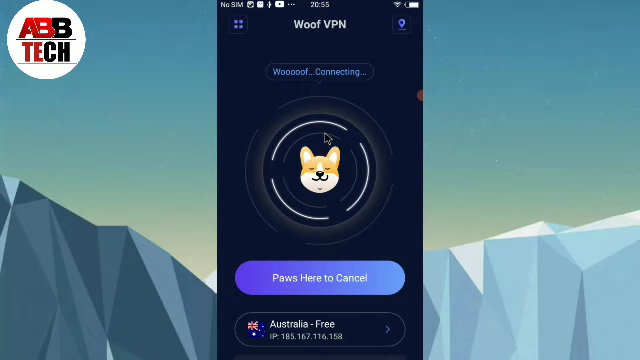 ABB
TECH
No SIM
20:55
Woof VPN
Wooooof...Connecting...
Paws Here to Cancel
Australia - Free
IP: 185.167.116.158